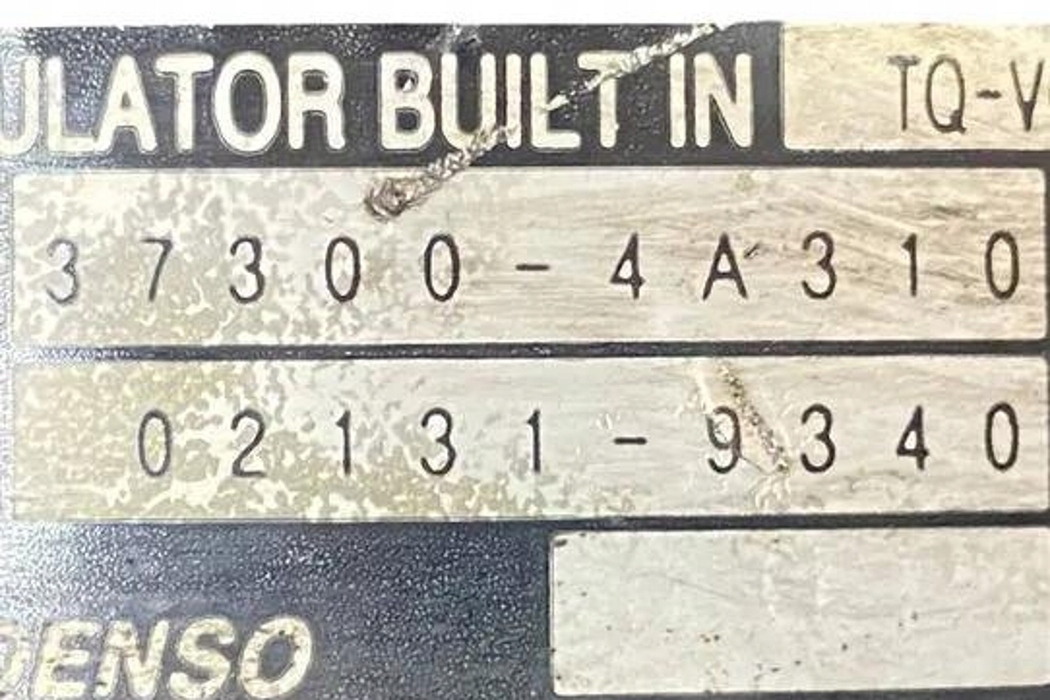 ULATOR BUILT IN TQ-V
37300-4A310
02131-9340
DENSO